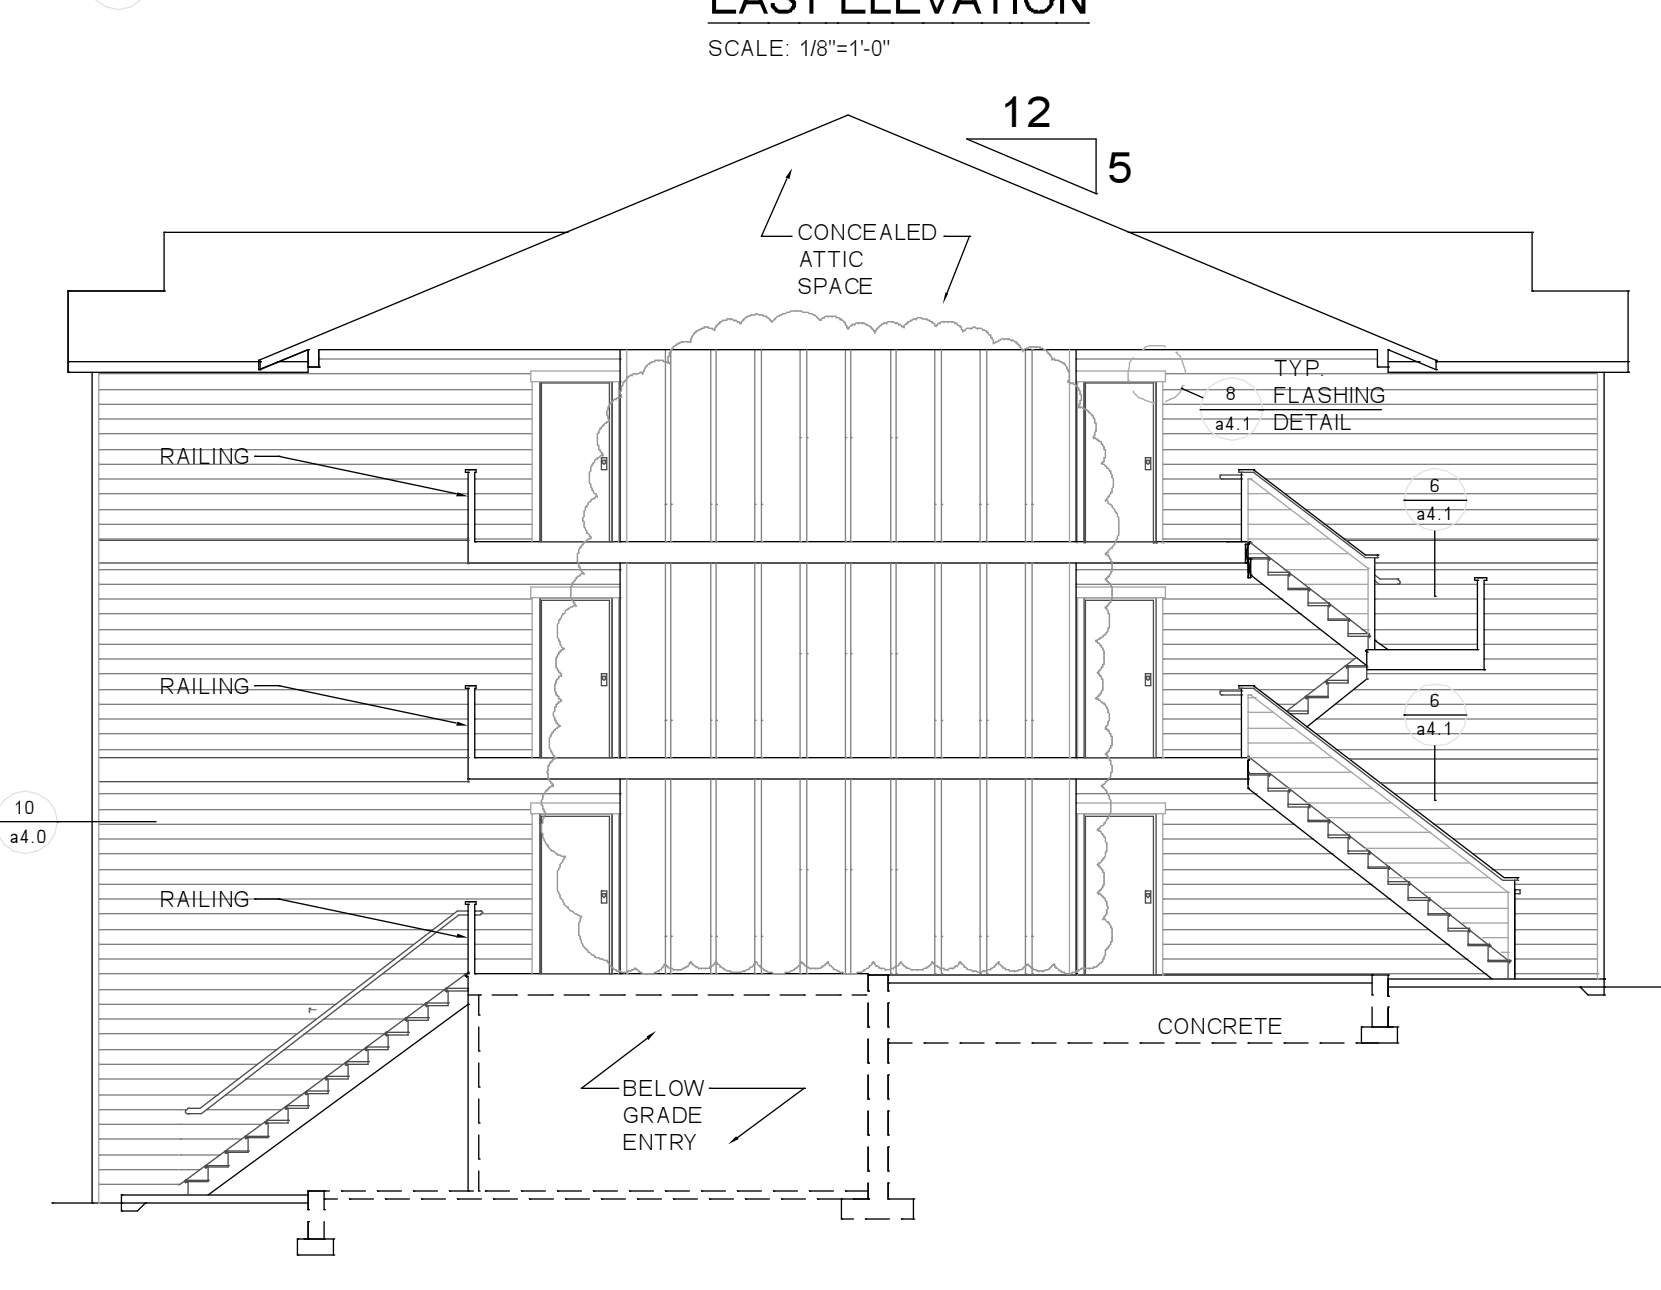 EAST ELEVATION
SCALE: 1/8"=1'-0"
12
5
CONCEALED
ATTIC
SPACE
TYP.
FLASHING
DETAIL
8
a4.1
RAILING
6
a4.1
RAILING
6
a4.1
10
a4.0
RAILING
CONCRETE
BELOW
GRADE
ENTRY